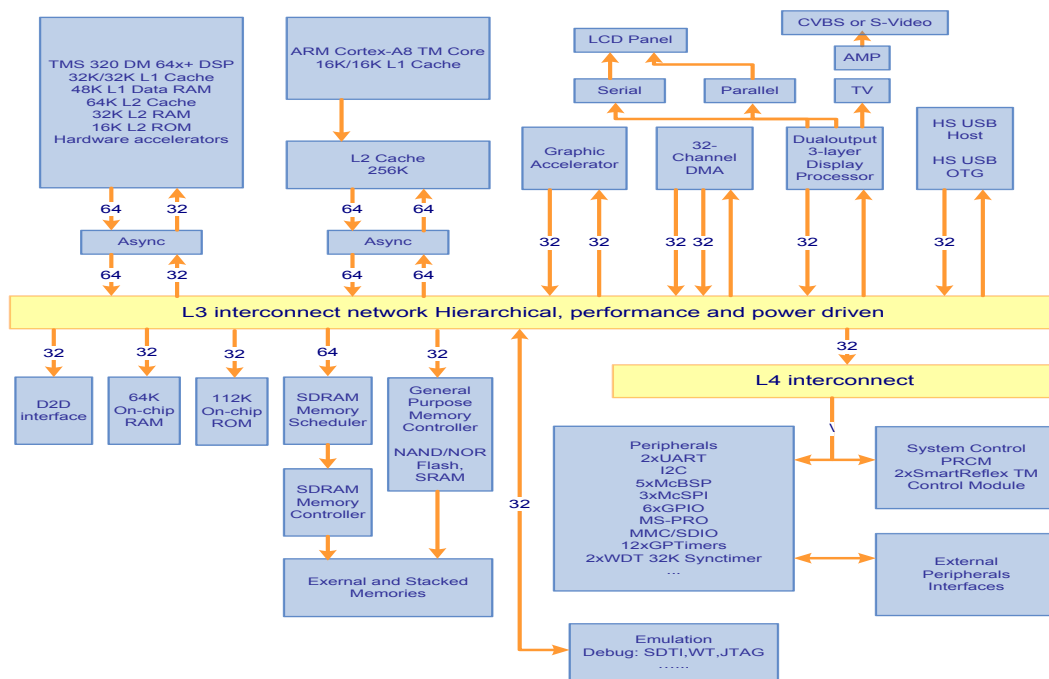 TMS 320 DM 64x+ DSP
32K/32K L1 Cache
48K L1 Data RAM
64K L2 Cache
32K L2 RAM
16K L2 ROM
Hardware accelerators
ARM Cortex-A8 TM Core
16K/16K L1 Cache
L2 Cache
256K
LCD Panel
CVBS or S-Video
AMP
Serial
Parallel
TV
Graphic
Accelerator
32-
Channel
DMA
Dualoutput
3-layer
Display
Processor
HS USB
Host
HS USB
OTG
64
32
64
64
Async
Async
64
32
64
64
32
32
32
32
32
32
L3 interconnect network Hierarchical, performance and power driven
32
32
32
64
32
32
32
D2D
interface
64K
On-chip
RAM
112K
On-chip
ROM
SDRAM
Memory
Scheduler
General
Purpose
Memory
Controller
NAND/NOR
Flash,
SRAM
SDRAM
Memory
Controller
Exernal and Stacked
Memories
L4 interconnect
\
Peripherals
2xUART
I2C
5xMcBSP
3xMcSPI
6xGPIO
MS-PRO
MMC/SDIO
12xGPTimers
2xWDT 32K Synctimer
...
System Control
PRCM
2xSmartReflex TM
Control Module
External
Peripherals
Interfaces
Emulation
Debug: SDTI,WT,JTAG
......